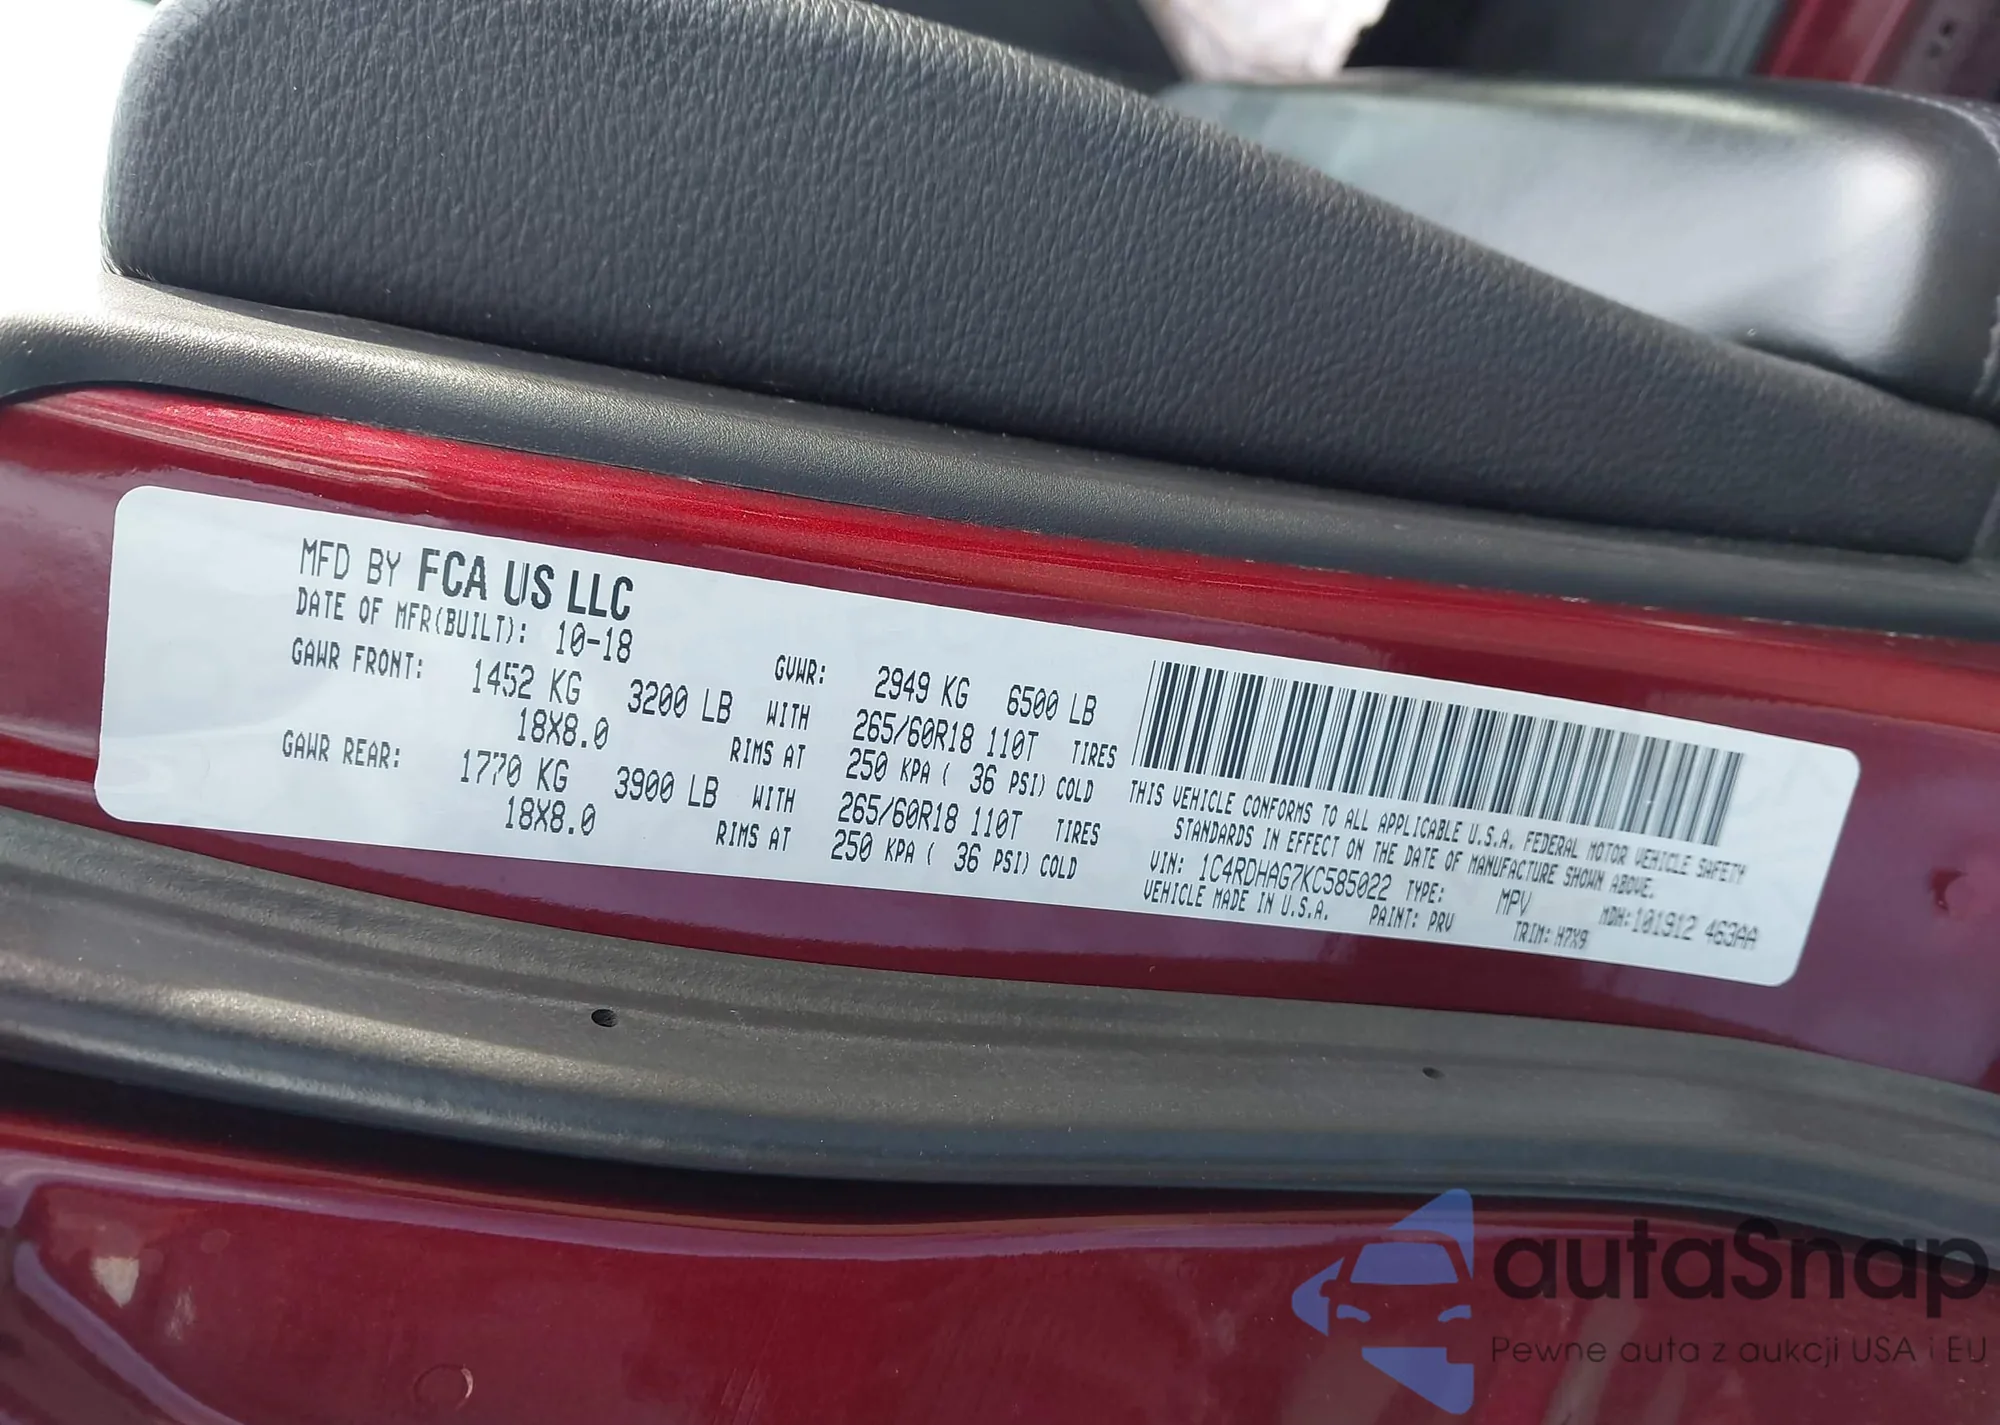 MFD BY FCA US LLC
DATE OF MFR(BUILT): 10-18 GVWR: 2949 KG 6500 LB
GAWR FRONT: 1452 KG 3200 LB WITH 265/60R18 110T TIRES
18X8.0 RIMS AT 250 KPA ( 36 PSI) COLD
GAWR REAR: 1770 KG 3900 LB WITH 265/60R18 110T TIRES
18X8.0 RIMS AT 250 KPA ( 36 PSI) COLD
THIS VEHICLE CONFORMS TO ALL APPLICABLE U.S.A. FEDERAL MOTOR VEHICLE SAFETY
STANDARDS IN EFFECT ON THE DATE OF MANUFACTURE SHOWN ABOVE.
VIN: 1C4RDHAG7KC585022 TYPE: MPV MDH:101912 463AA
VEHICLE MADE IN U.S.A. PAINT: PRV TRIM: H7X9
autaSnap
Pewne auta z aukcji USA i EU